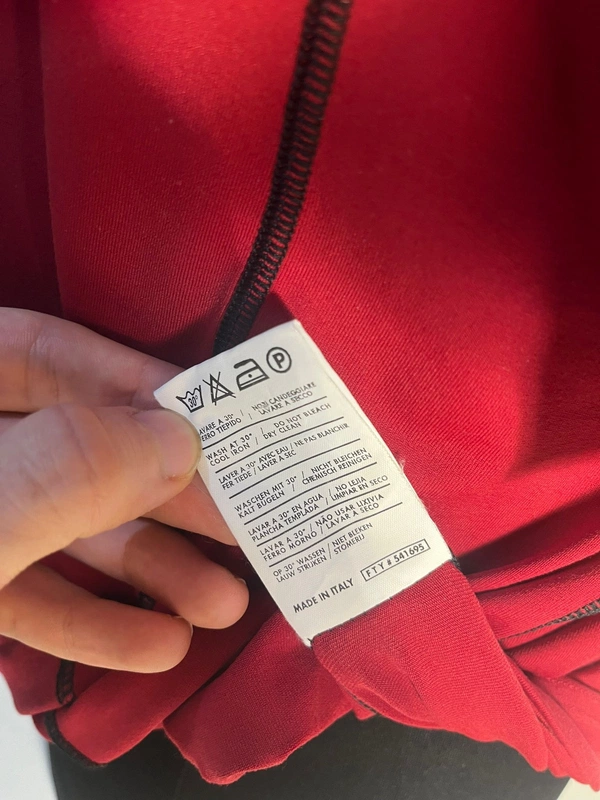 30°
P
LAVARE A 30° / NON CANDEGGIARE
FERRO TIEPIDO / LAVARE A SECCO
WASH AT 30° / DO NOT BLEACH
COOL IRON / DRY CLEAN
LAVER A 30° AVEC EAU / NE PAS BLANCHIR
FER TIEDE / LAVER A SEC
WASCHEN MIT 30° / NICHT BLEICHEN
KALT BUGELN / CHEMISCH REINIGEN
LAVAR A 30° EN AGUA / NO LEJIA
PLANCHA TEMPLADA / LIMPIAR EN SECO
LAVAR A 30° / NÃO USAR LIXIVIA
FERRO MORNO / LAVAR A SECO
OP 30° WASSEN / NIET BLEKEN
LAUW STRIJKEN / STOMERIJ
MADE IN ITALY FTY # 541695